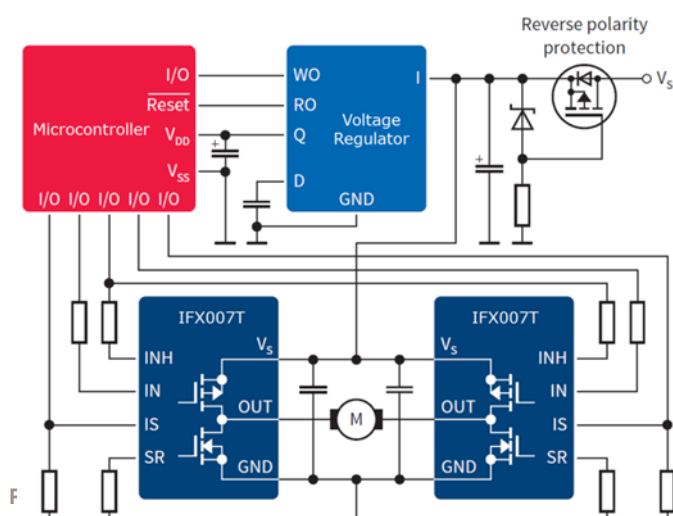 Reverse polarity
protection
I/O
WO
I
Vs
Reset
RO
Microcontroller
Voltage
Regulator
VDD
Q
VSS
D
I/O I/O I/O I/O I/O
GND
IFX007T
IFX007T
Vs
Vs
INH
INH
IN
IN
OUT
M
OUT
IS
IS
SR
GND
GND
SR